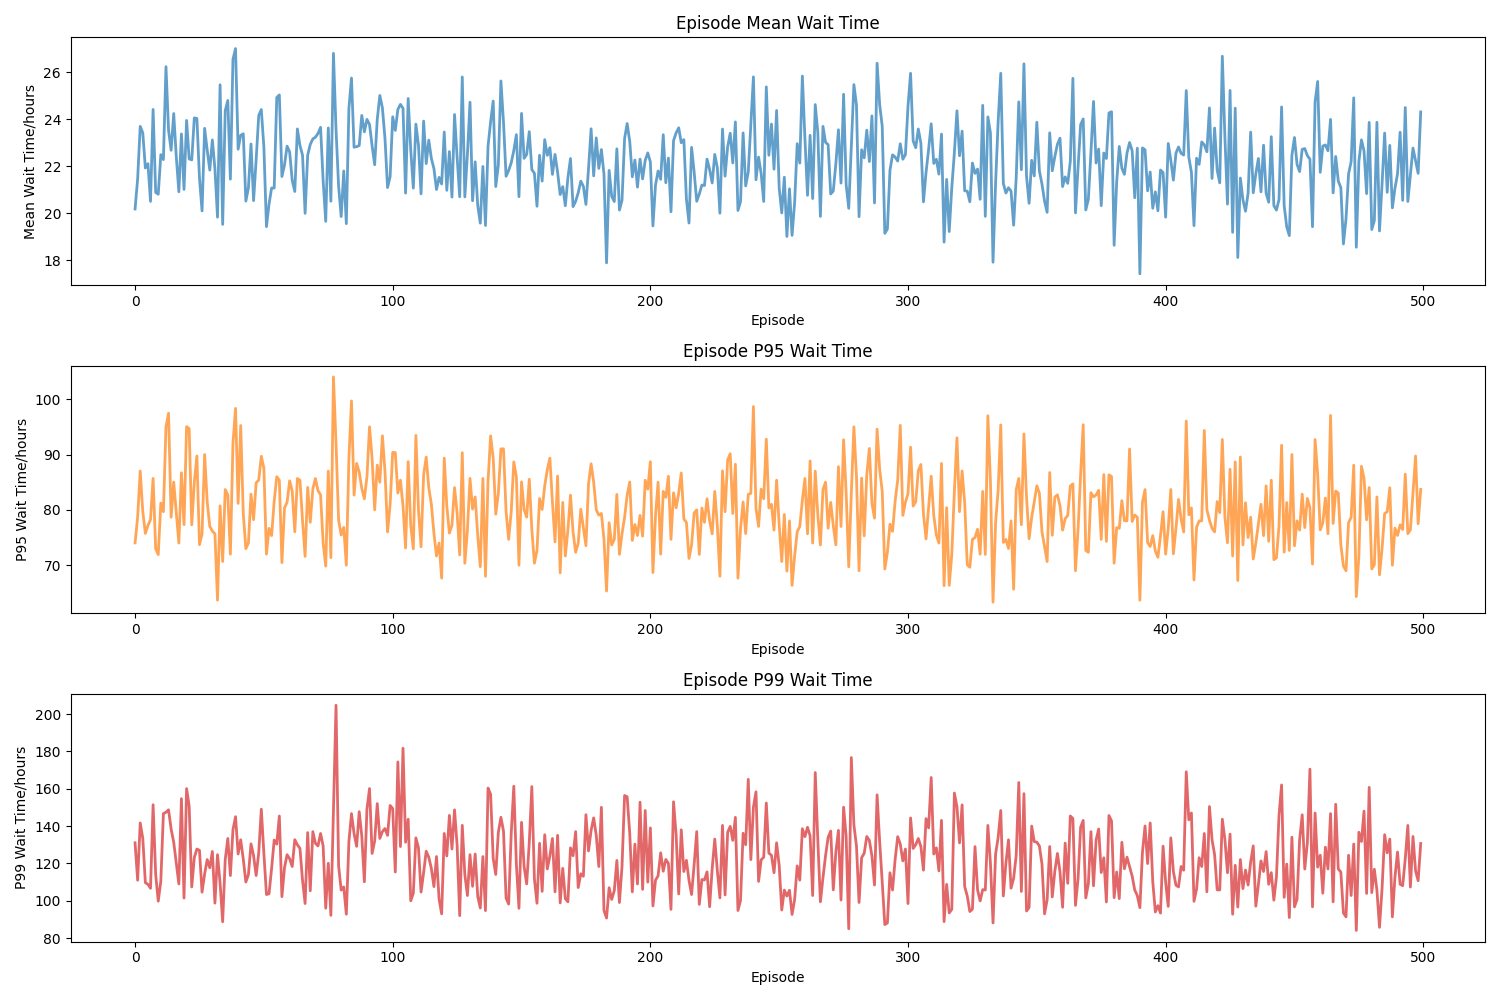 Episode Mean Wait Time
Mean Wait Time/hours
26
24
22
20
18
0 100 200 300 400 500
Episode
Episode P95 Wait Time
P95 Wait Time/hours
100
90
80
70
0 100 200 300 400 500
Episode
Episode P99 Wait Time
P99 Wait Time/hours
200
180
160
140
120
100
80
0 100 200 300 400 500
Episode